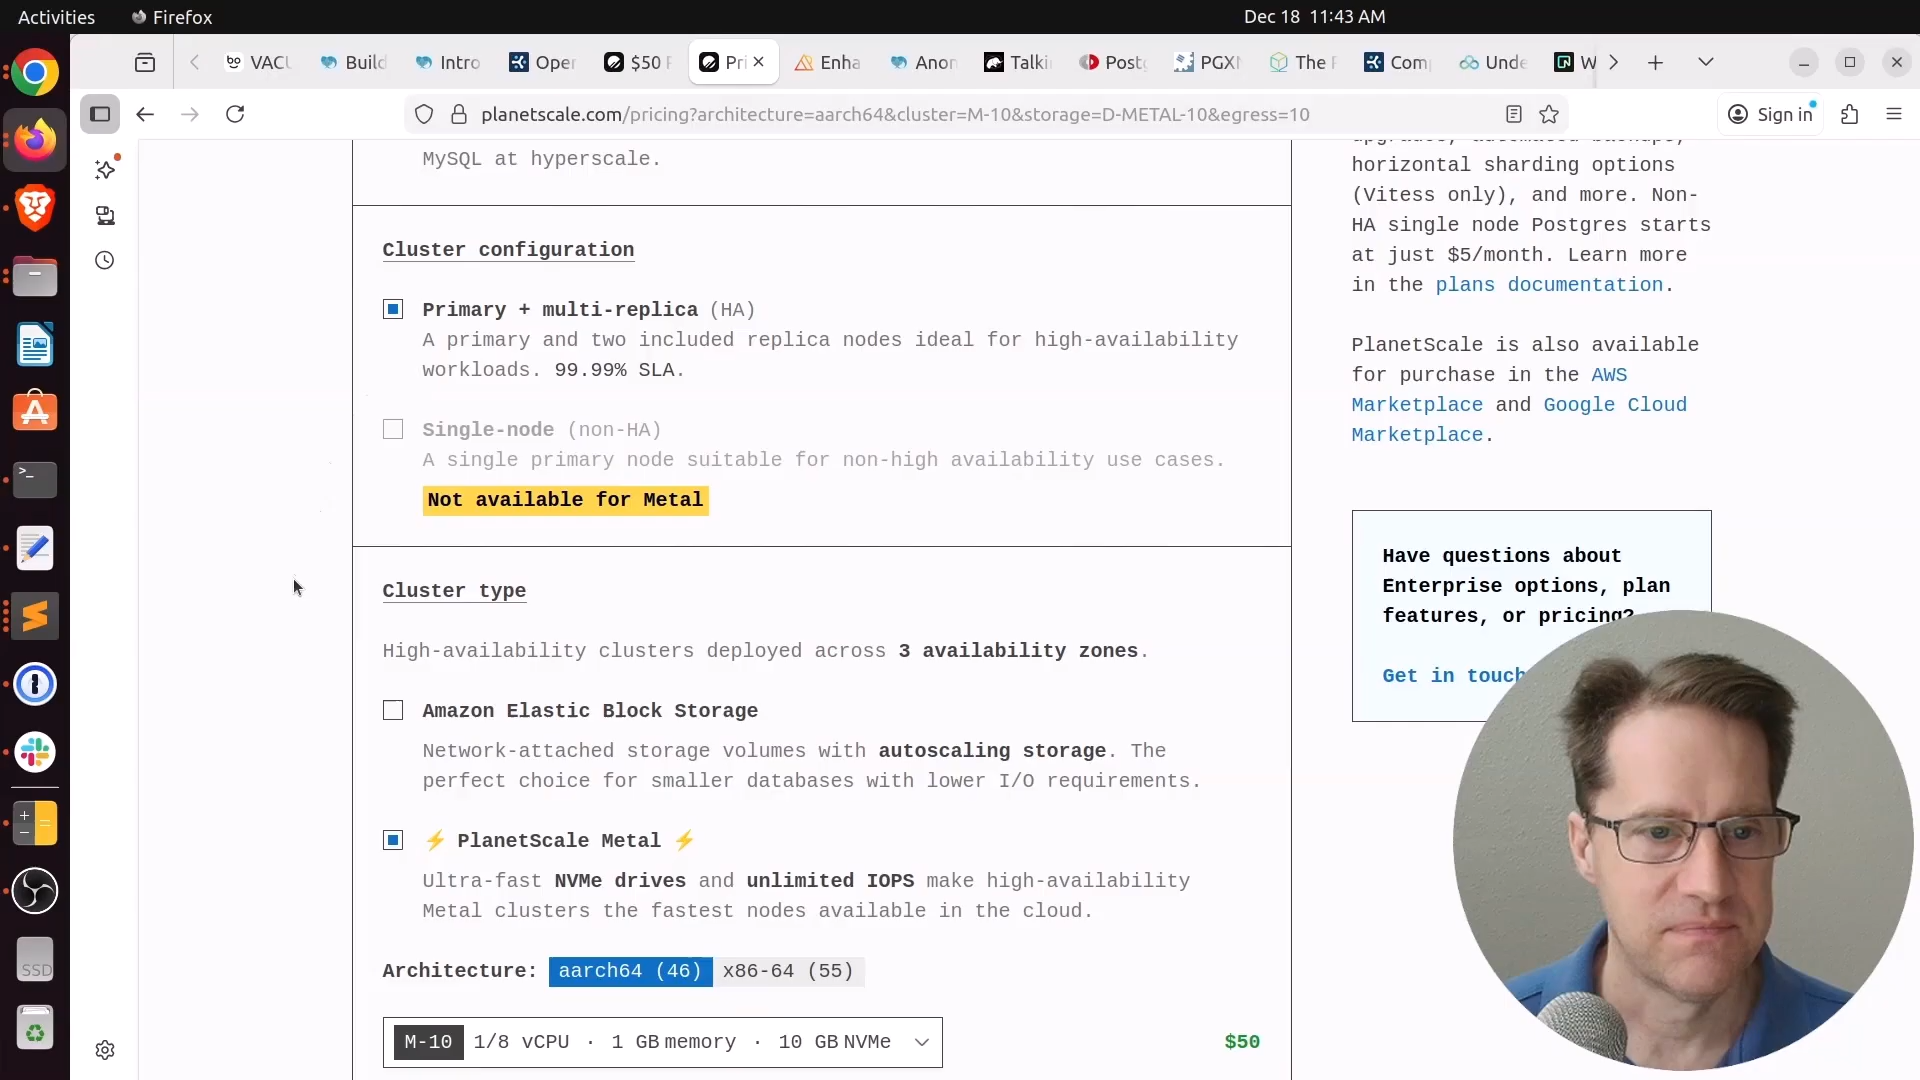 Activities
Firefox
Dec 18 11:43 AM
VACU
Build
Intro
Oper
$50
Pri
Enha
Anon
Talki
Postg
PGXN
The
Com
Unde
W
planetscale.com/pricing?architecture=aarch64&cluster=M-10&storage=D-METAL-10&egress=10
Sign in
MySQL at hyperscale.
Cluster configuration
Primary + multi-replica (HA)
A primary and two included replica nodes ideal for high-availability
workloads. 99.99% SLA.
Single-node (non-HA)
A single primary node suitable for non-high availability use cases.
Not available for Metal
Cluster type
High-availability clusters deployed across 3 availability zones.
Amazon Elastic Block Storage
Network-attached storage volumes with autoscaling storage. The
perfect choice for smaller databases with lower I/O requirements.
⚡ PlanetScale Metal ⚡
Ultra-fast NVMe drives and unlimited IOPS make high-availability
Metal clusters the fastest nodes available in the cloud.
Architecture: aarch64 (46) x86-64 (55)
M-10 1/8 vCPU · 1 GB memory · 10 GB NVMe
$50
upgrades, automated backups,
horizontal sharding options
(Vitess only), and more. Non-
HA single node Postgres starts
at just $5/month. Learn more
in the plans documentation.
PlanetScale is also available
for purchase in the AWS
Marketplace and Google Cloud
Marketplace.
Have questions about
Enterprise options, plan
features, or pricing?
Get in touch
SSD